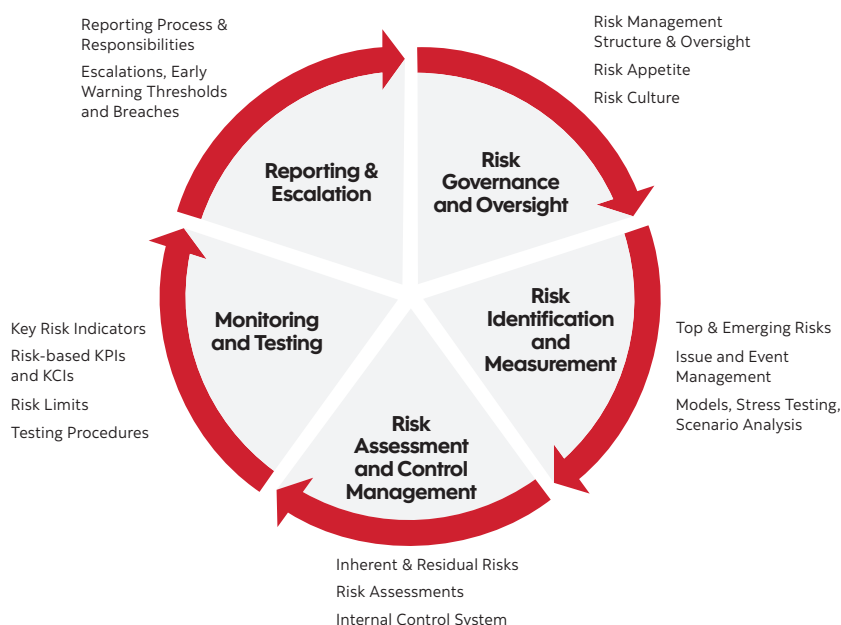 Reporting Process &
Responsibilities
Escalations, Early
Warning Thresholds
and Breaches
Risk Management
Structure & Oversight
Risk Appetite
Risk Culture
Reporting &
Escalation
Risk
Governance
and Oversight
Risk
Identification
and
Measurement
Top & Emerging Risks
Issue and Event
Management
Models, Stress Testing,
Scenario Analysis
Risk
Assessment
and Control
Management
Inherent & Residual Risks
Risk Assessments
Internal Control System
Monitoring
and Testing
Key Risk Indicators
Risk-based KPIs
and KCIs
Risk Limits
Testing Procedures